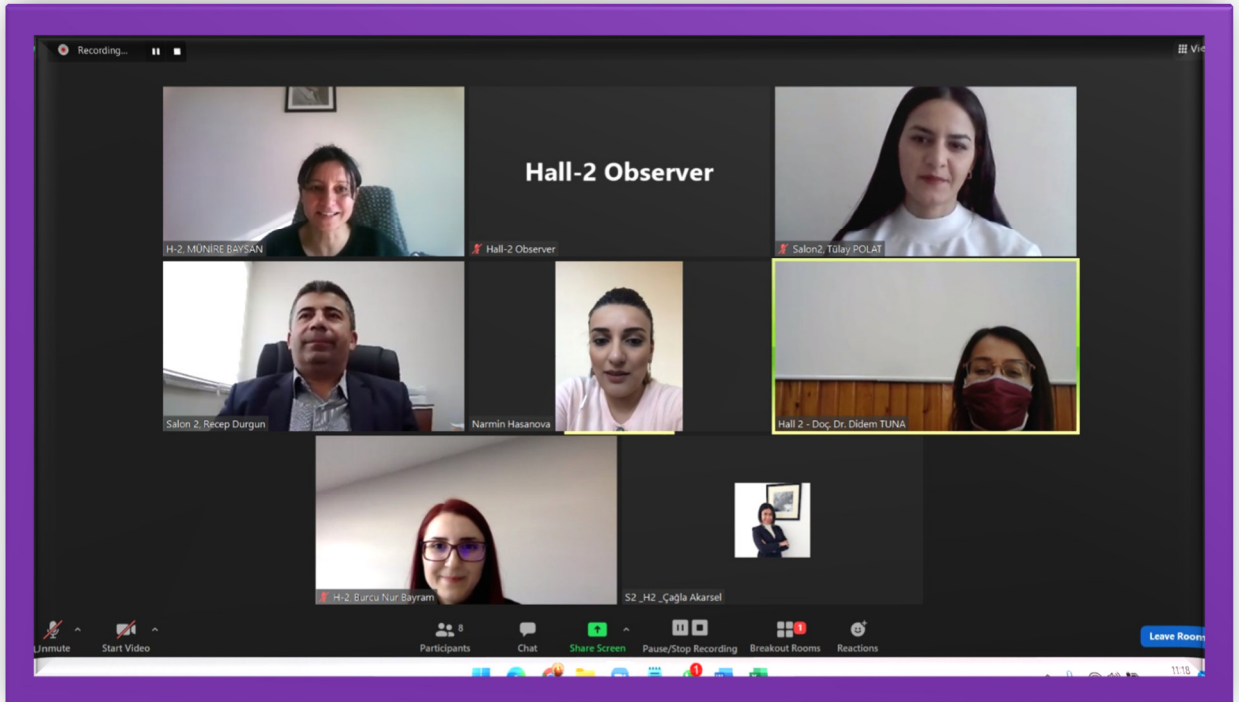 Recording...
Hall-2 Observer
H-2, MÜNİRE BAYSAN
Hall-2 Observer
Salon2, Tülay POLAT
Salon 2, Recep Durgun
Narmin Hasanova
Hall 2 - Doç. Dr. Didem TUNA
H-2. Burcu Nur Bayram
S2 _H2 _Çağla Akarsel
Unmute
Start Video
Participants
8
Chat
Share Screen
Pause/Stop Recording
Breakout Rooms
1
Reactions
Leave Room
1
11:18